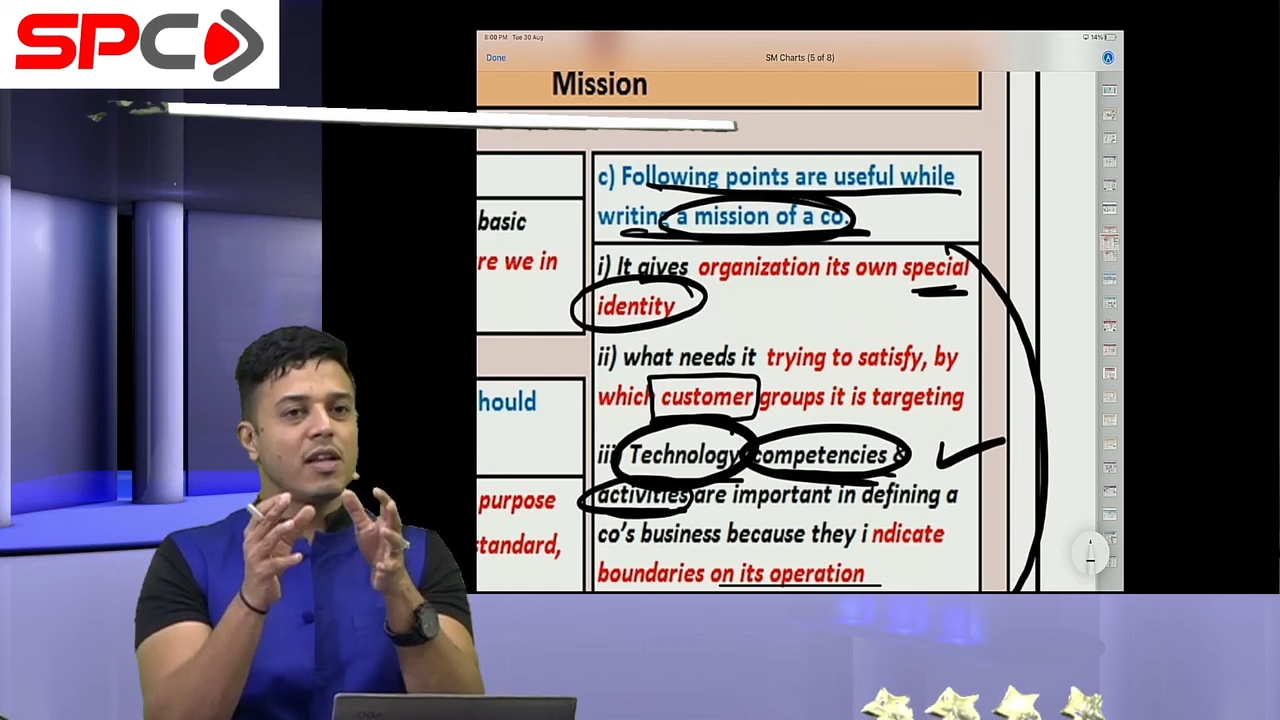 SPC
8:00 PM Tue 30 Aug
14%
Done
SM Charts (5 of 8)
Mission
basic
re we in
hould
purpose
standard,
c) Following points are useful while
writing a mission of a co.
i) It gives organization its own special
identity
ii) what needs it trying to satisfy, by
which customer groups it is targeting
iii) Technology competencies &
activities are important in defining a
co's business because they i ndicate
boundaries on its operation